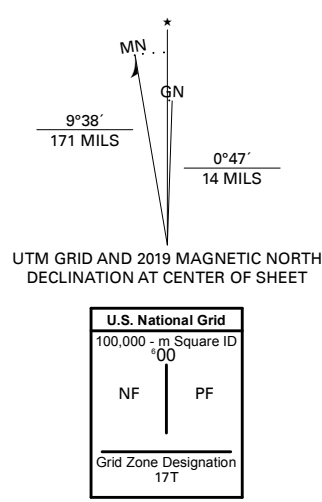 ★
MN
GN
9°38´
171 MILS
0°47´
14 MILS
UTM GRID AND 2019 MAGNETIC NORTH
DECLINATION AT CENTER OF SHEET
U.S. National Grid
100,000 - m Square ID
⁶00
NF PF
Grid Zone Designation
17T